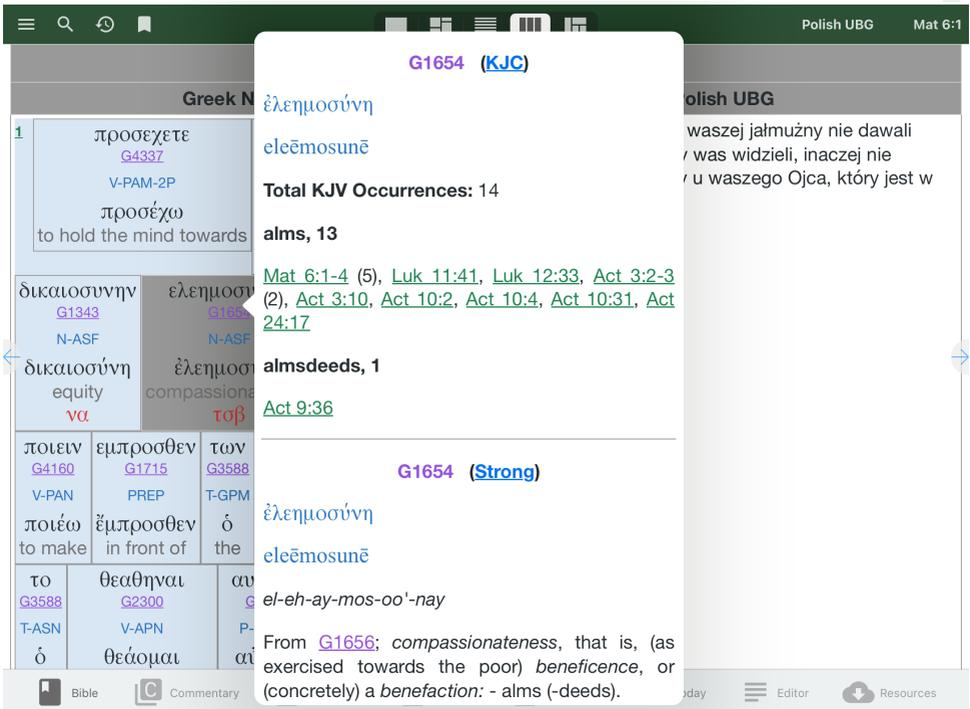 Polish UBG Mat 6:1
Greek N
Polish UBG
1
προσεχετε
G4337
V-PAM-2P
προσέχω
to hold the mind towards
waszej jałmużny nie dawali
was widzieli, inaczej nie
u waszego Ojca, który jest w
δικαιοσυνην
G1343
N-ASF
δικαιοσύνη
equity
να
ελεημοσυ
G1654
N-ASF
ἐλεημοσ
compassiona
τσβ
ποιειν
G4160
V-PAN
ποιέω
to make
εμπροσθεν
G1715
PREP
ἔμπροσθεν
in front of
των
G3588
T-GPM
ὁ
the
το
G3588
T-ASN
ὁ
θεαθηναι
G2300
V-APN
θεάομαι
αυ
G
P-
αὐ
G1654 (KJC)
ἐλεημοσύνη
eleēmosunē
Total KJV Occurrences: 14
alms, 13
Mat 6:1-4 (5), Luk 11:41, Luk 12:33, Act 3:2-3
(2), Act 3:10, Act 10:2, Act 10:4, Act 10:31, Act
24:17
almsdeeds, 1
Act 9:36
G1654 (Strong)
ἐλεημοσύνη
eleēmosunē
el-eh-ay-mos-oo'-nay
From G1656; compassionateness, that is, (as
exercised towards the poor) beneficence, or
(concretely) a benefaction: - alms (-deeds).
Bible Commentary oday Editor Resources